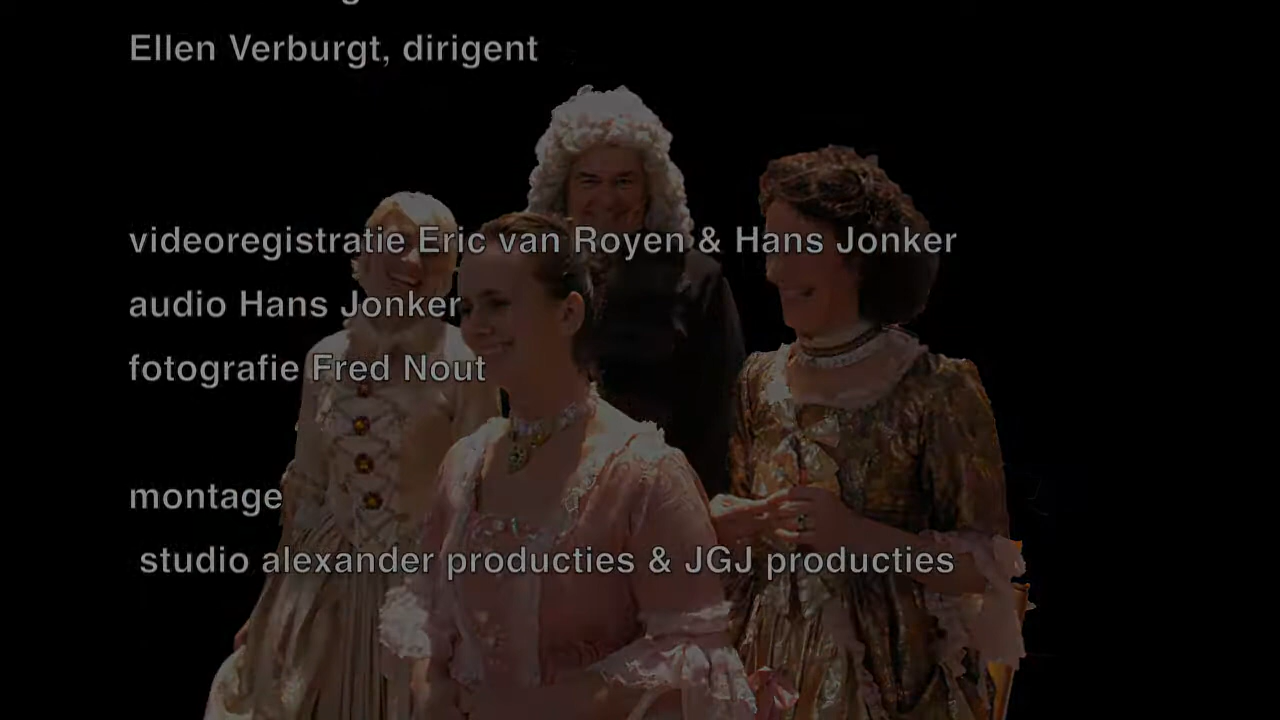 Ellen Verburgt, dirigent
videoregistratie Eric van Royen & Hans Jonker
audio Hans Jonker
fotografie Fred Nout
montage
studio alexander producties & JGJ producties